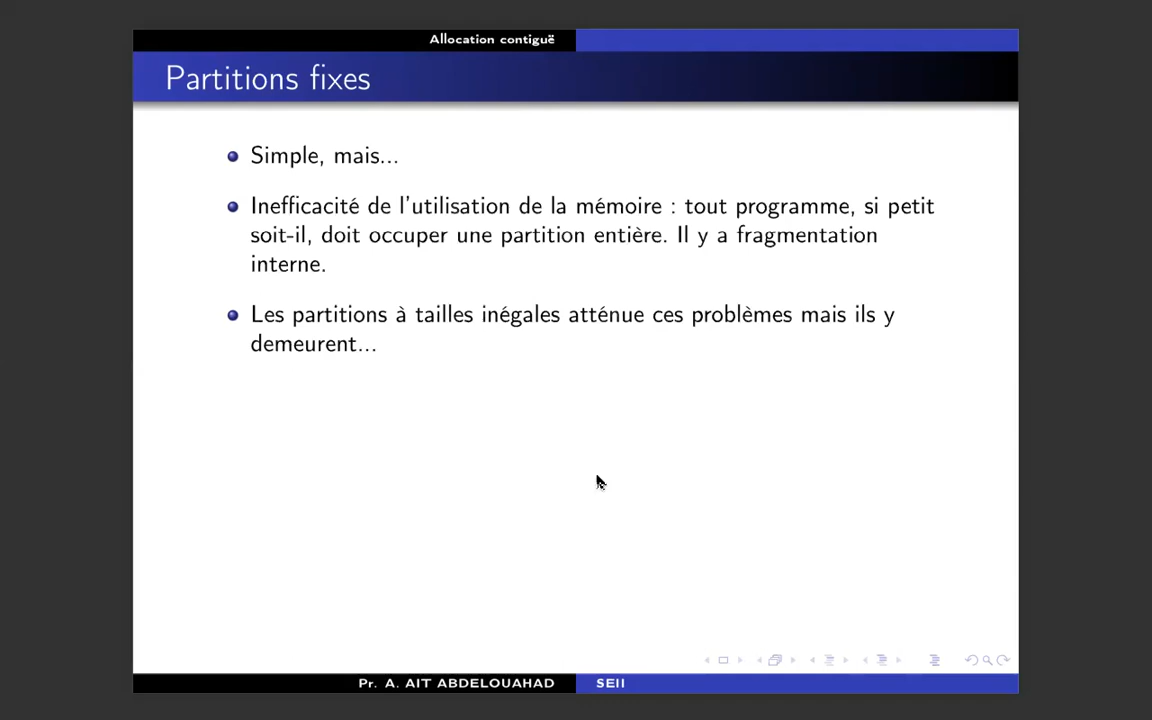 Allocation contiguë
Partitions fixes
Simple, mais...
Inefficacité de l'utilisation de la mémoire : tout programme, si petit
soit-il, doit occuper une partition entière. Il y a fragmentation
interne.
Les partitions à tailles inégales atténue ces problèmes mais ils y
demeurent...
Pr. A. AIT ABDELOUAHAD SEII